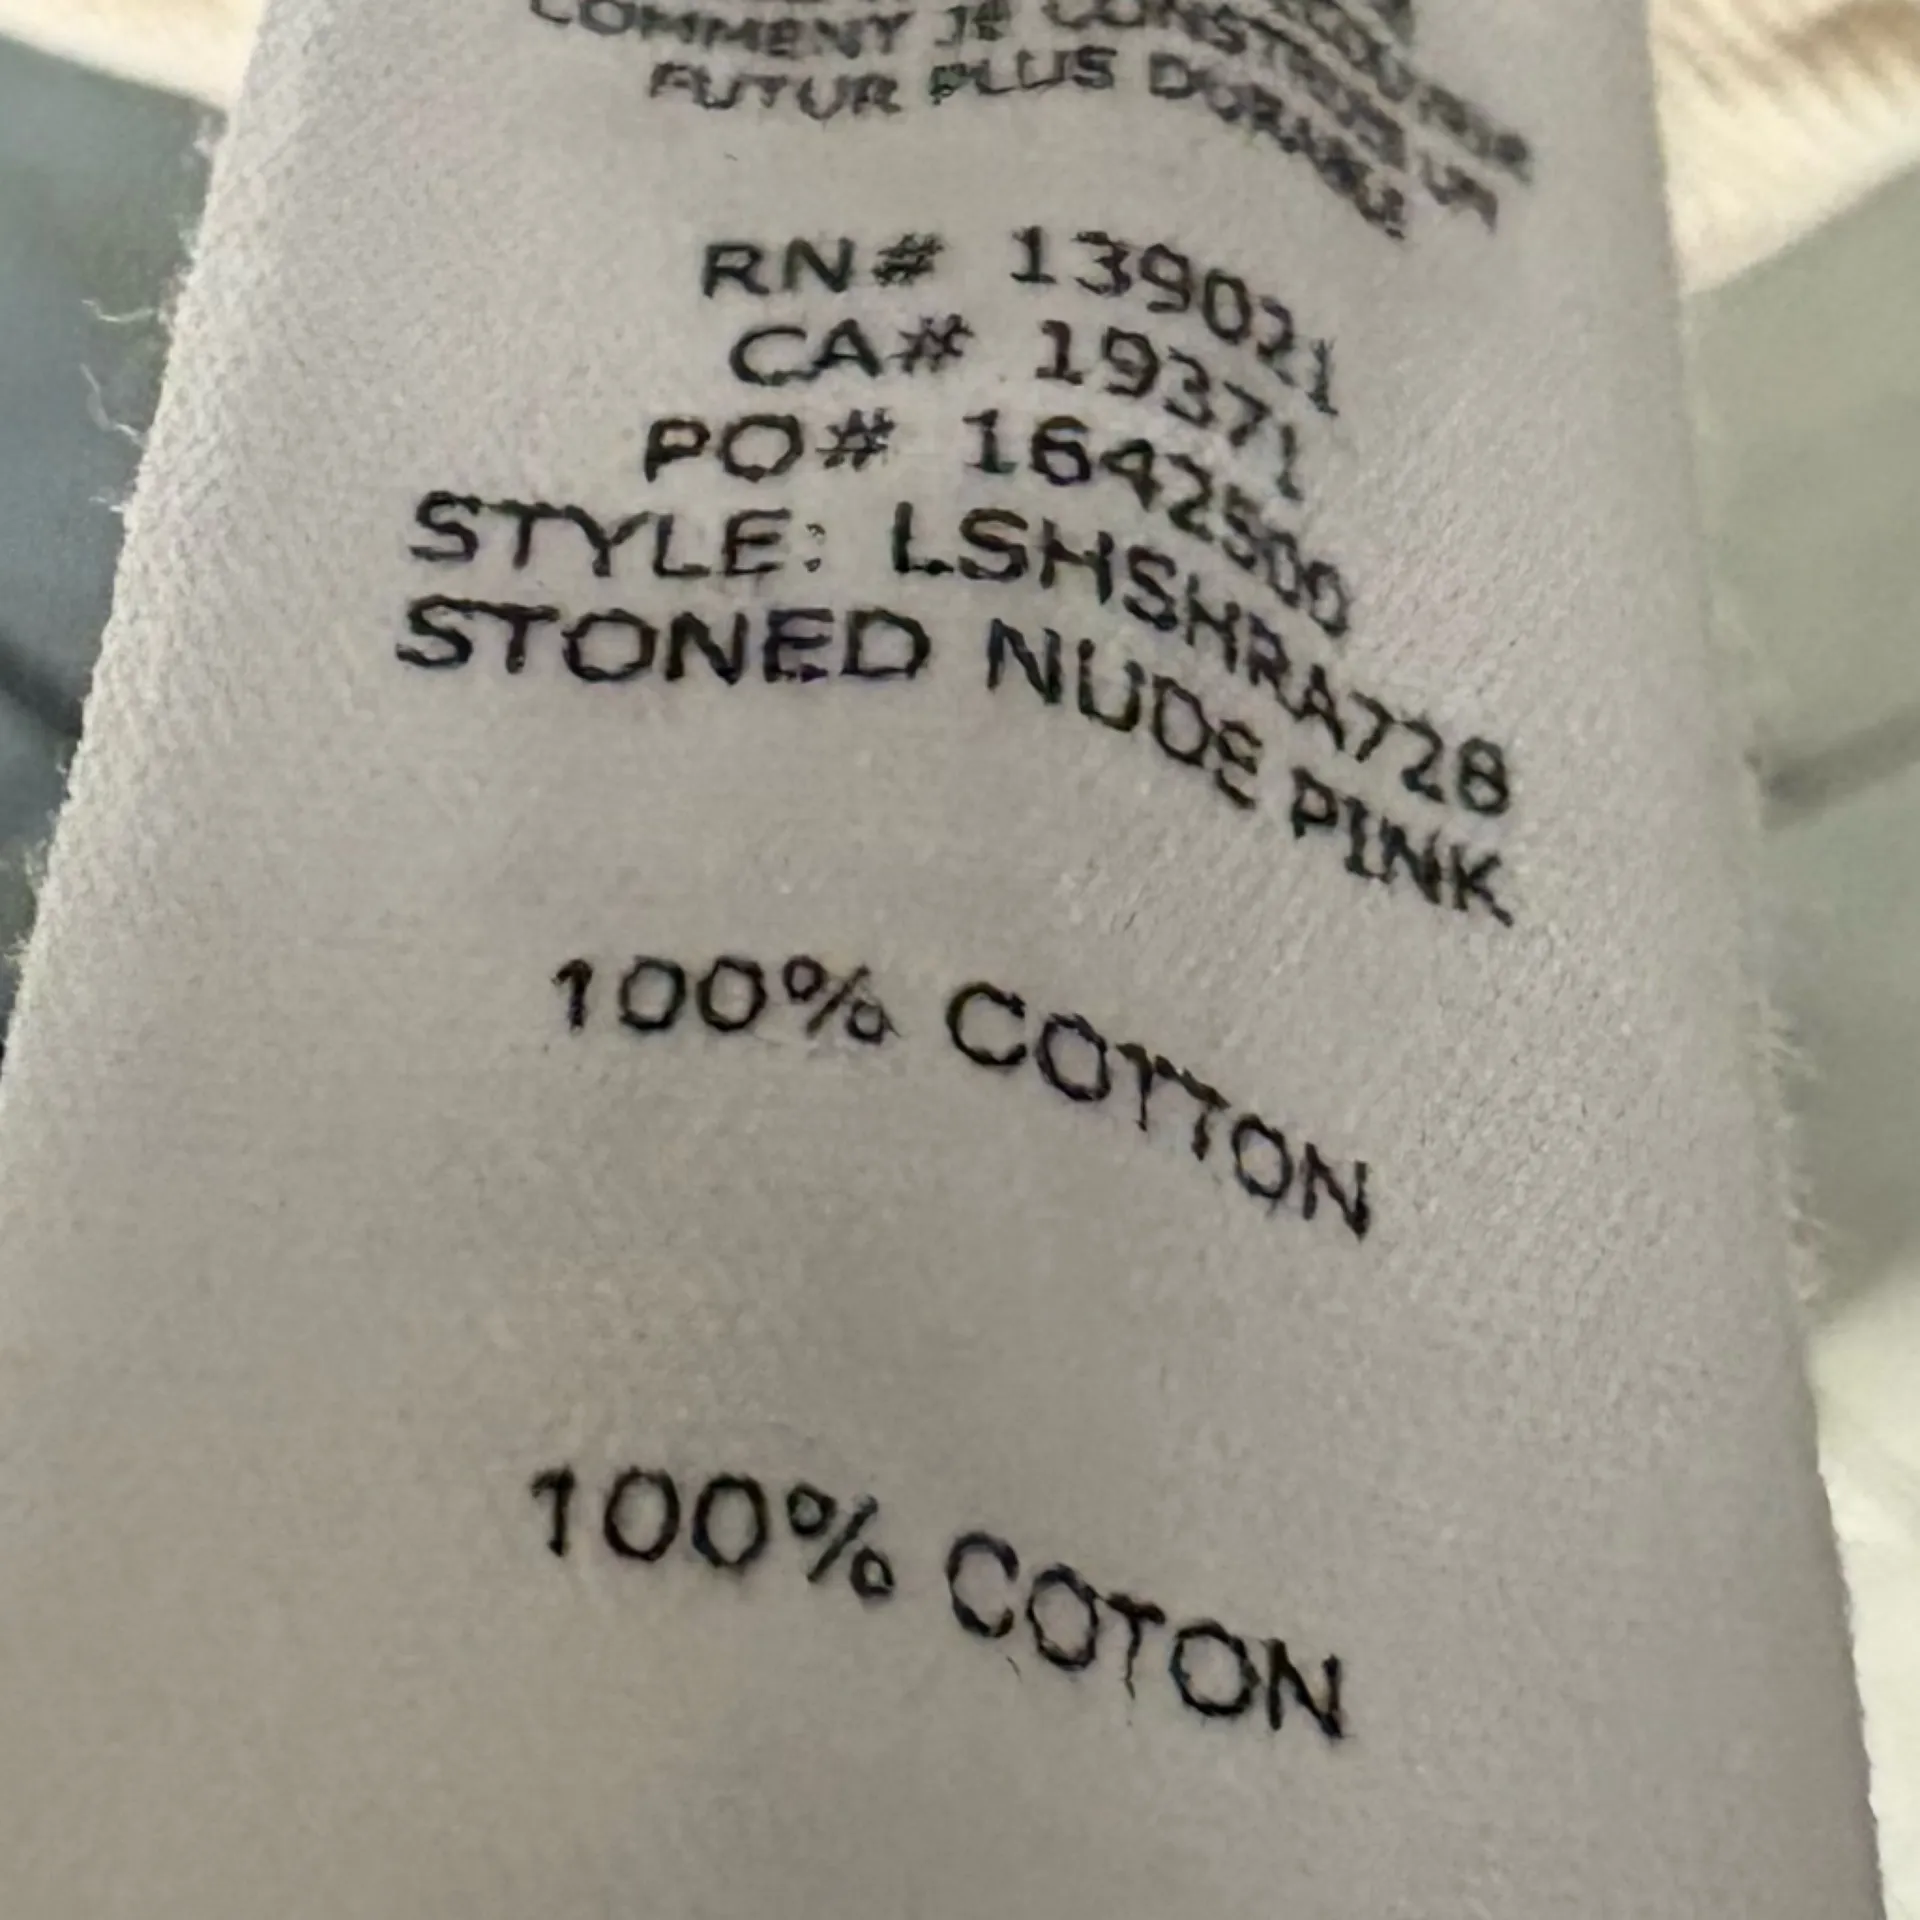 COMMENT JE CONSTRUIS UN
FUTUR PLUS DURABLE
RN# 139021
CA# 19371
PO# 1642500
STYLE: LSHSHRA728
STONED NUDE PINK
100% COTTON
100% COTON